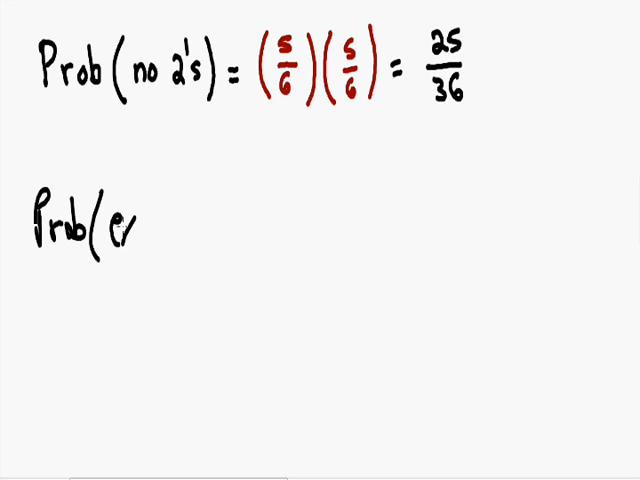 Prob(no 2's) = (5/6)(5/6) = 25/36
Prob(e